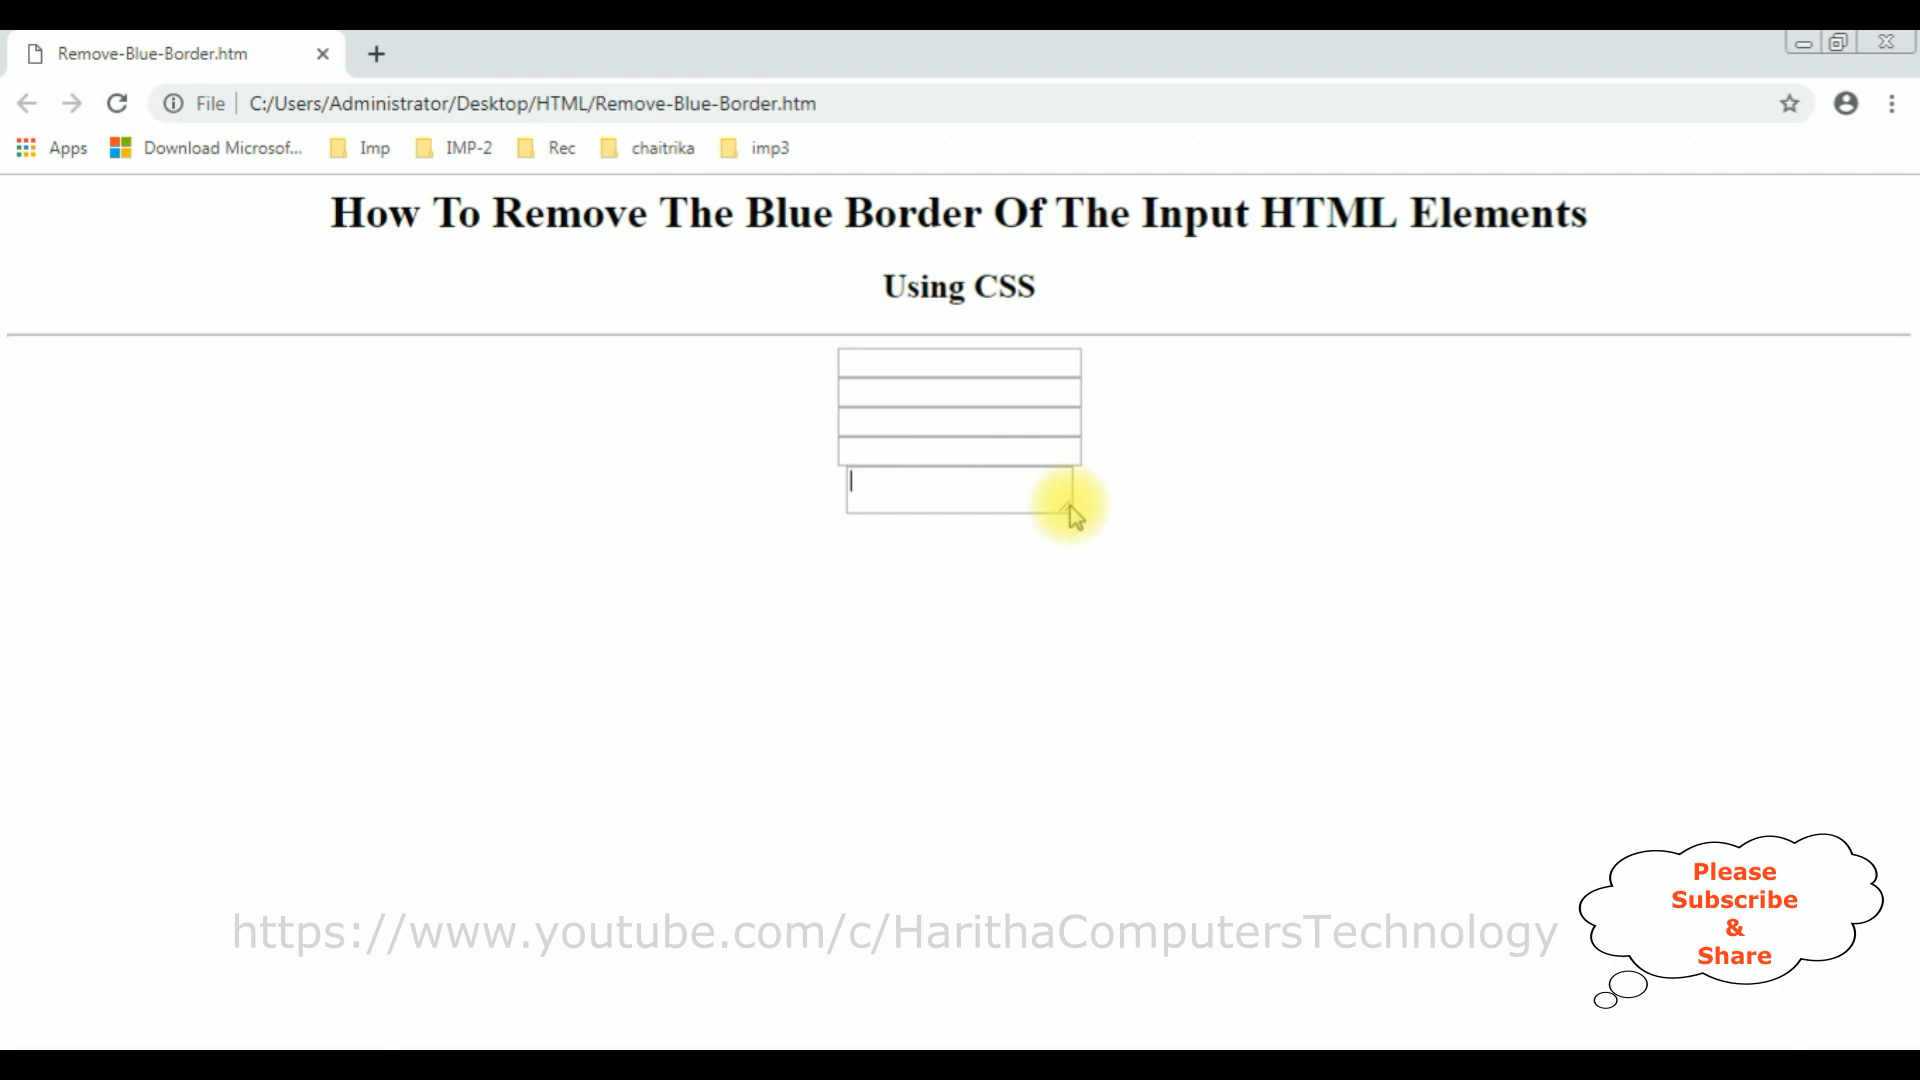 Remove-Blue-Border.htm
File
C:/Users/Administrator/Desktop/HTML/Remove-Blue-Border.htm
Apps
Download Microsof...
Imp
IMP-2
Rec
chaitrika
imp3
How To Remove The Blue Border Of The Input HTML Elements
Using CSS
https://www.youtube.com/c/HarithaComputersTechnology
Please
Subscribe
&
Share